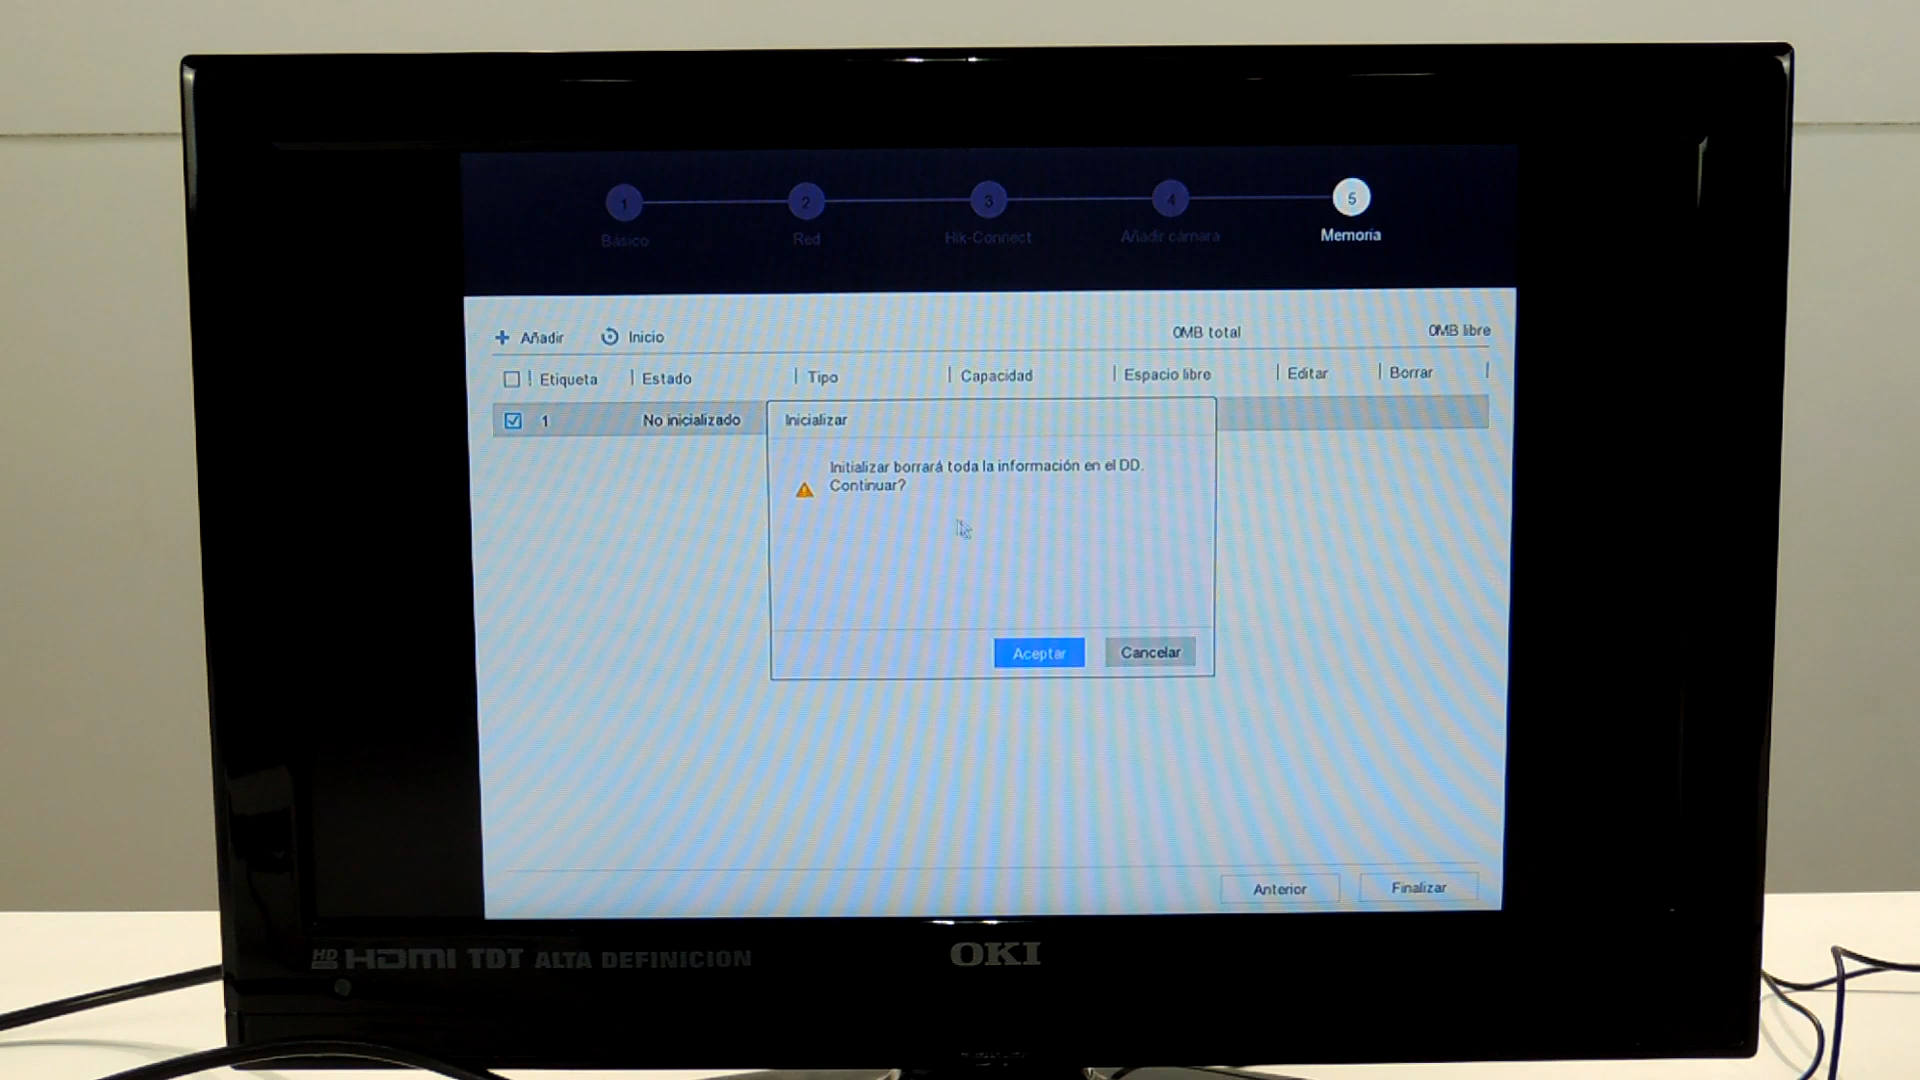 1 2 3 4 5
Básico Red Hik-Connect Añadir cámara Memoria
+ Añadir Inicio 0MB total 0MB libre
Etiqueta Estado Tipo Capacidad Espacio libre Editar Borrar
1 No inicializado
Inicializar
Initializar borrará toda la información en el DD.
Continuar?
Aceptar Cancelar
Anterior Finalizar
HD HDMI TDT ALTA DEFINICION OKI